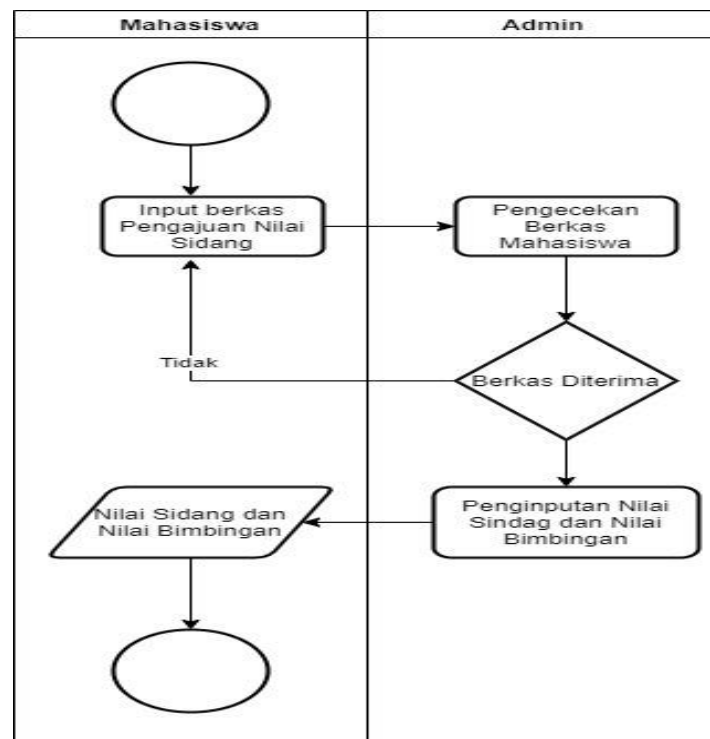 Mahasiswa
Admin
Input berkas
Pengajuan Nilai
Sidang
Pengecekan
Berkas
Mahasiswa
Tidak
Berkas Diterima
Nilai Sidang dan
Nilai Bimbingan
Penginputan Nilai
Sindag dan Nilai
Bimbingan